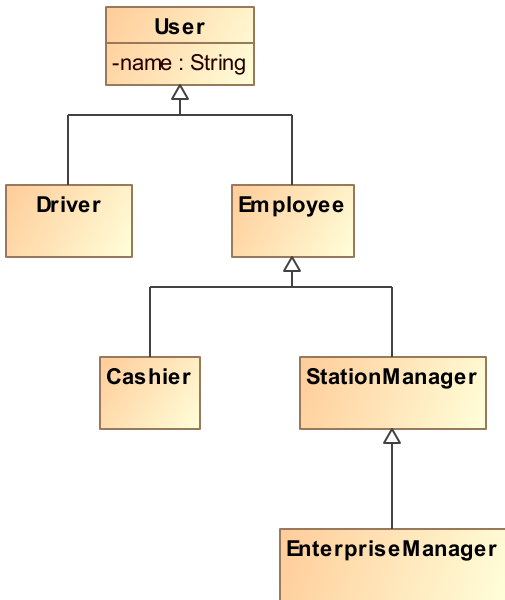 User
-name : String
Driver
Employee
Cashier
StationManager
EnterpriseManager